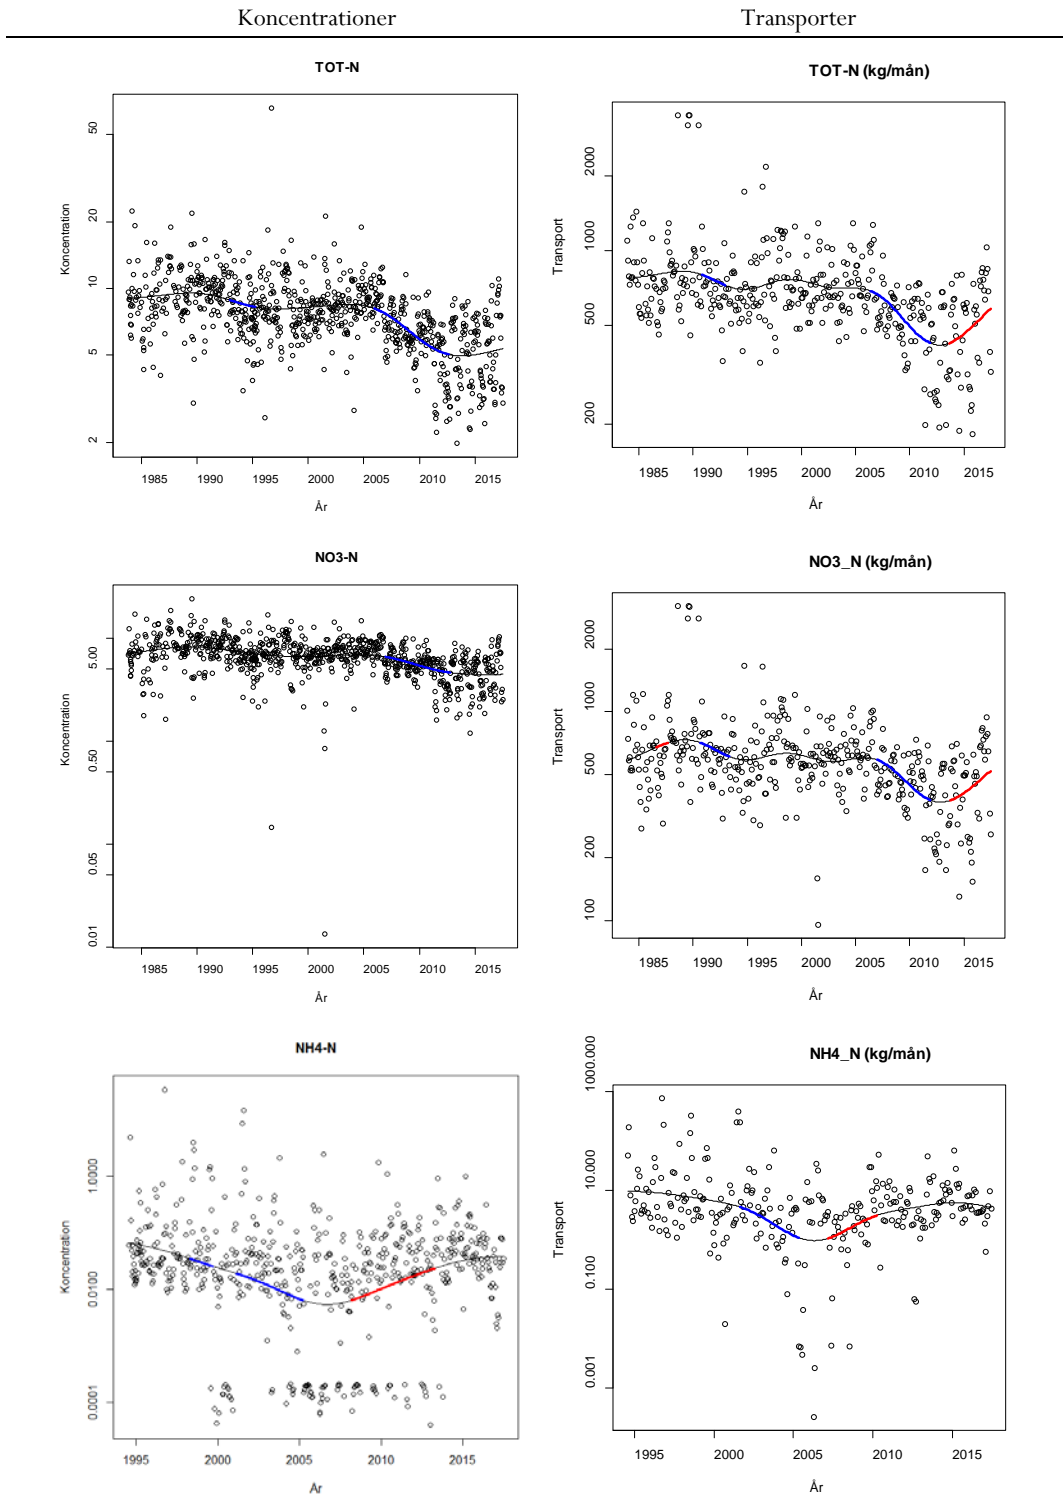 Koncentrationer Transporter
TOT-N
Koncentration
50
20
10
5
2
1985 1990 1995 2000 2005 2010 2015
År
TOT-N (kg/mån)
Transport
2000
1000
500
200
1985 1990 1995 2000 2005 2010 2015
År
NO3-N
Koncentration
5.00
0.50
0.05
0.01
1985 1990 1995 2000 2005 2010 2015
År
NO3_N (kg/mån)
Transport
2000
1000
500
200
100
1985 1990 1995 2000 2005 2010 2015
År
NH4-N
Koncentration
1.0000
0.0100
0.0001
1995 2000 2005 2010 2015
År
NH4_N (kg/mån)
Transport
1000.000
10.000
0.100
0.001
1995 2000 2005 2010 2015
År